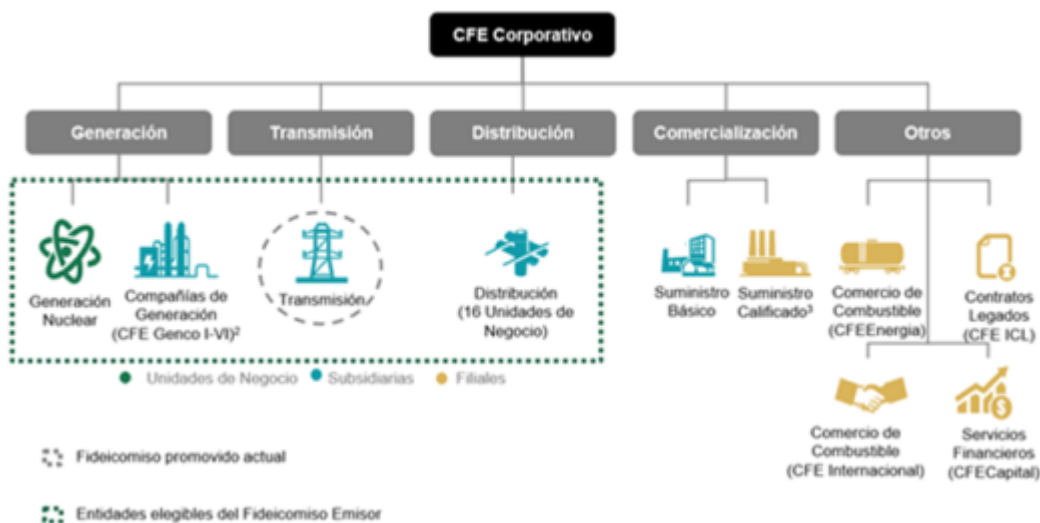 CFE Corporativo
Generación
Transmisión
Distribución
Comercialización
Otros
Generación
Nuclear
Compañías de
Generación
(CFE Genco I-VI)²
Transmisión
Distribución
(16 Unidades de
Negocio)
Suministro
Básico
Suministro
Calificado³
Comercio de
Combustible
(CFEEnergia)
Contratos
Legados
(CFE ICL)
Unidades de Negocio
Subsidiarias
Filiales
Comercio de
Combustible
(CFE Internacional)
Servicios
Financieros
(CFECapital)
Fideicomiso promovido actual
Entidades elegibles del Fideicomiso Emisor